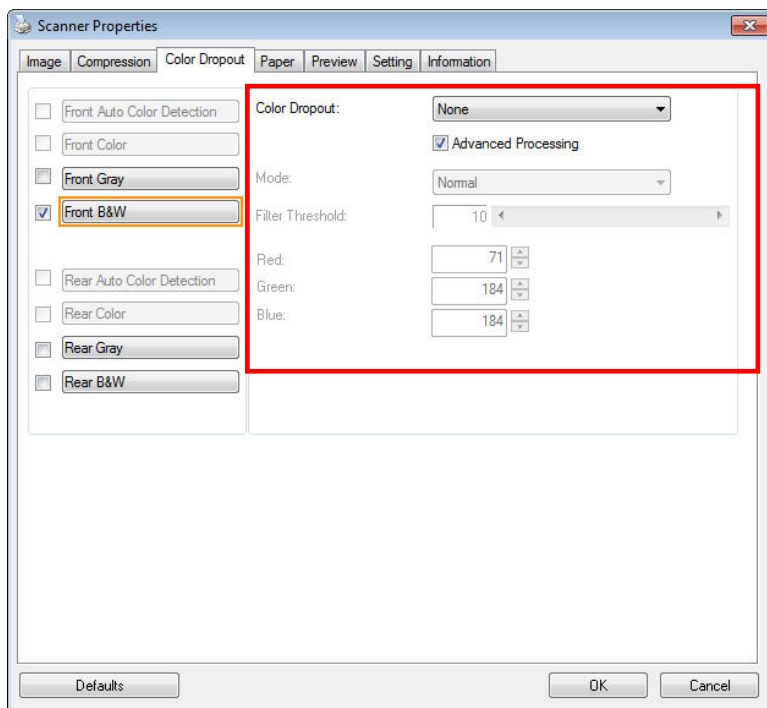 Scanner Properties
Image Compression Color Dropout Paper Preview Setting Information
Front Auto Color Detection
Front Color
Front Gray
Front B&W
Rear Auto Color Detection
Rear Color
Rear Gray
Rear B&W
Color Dropout: None
Advanced Processing
Mode: Normal
Filter Threshold: 10
Red: 71
Green: 184
Blue: 184
Defaults OK Cancel